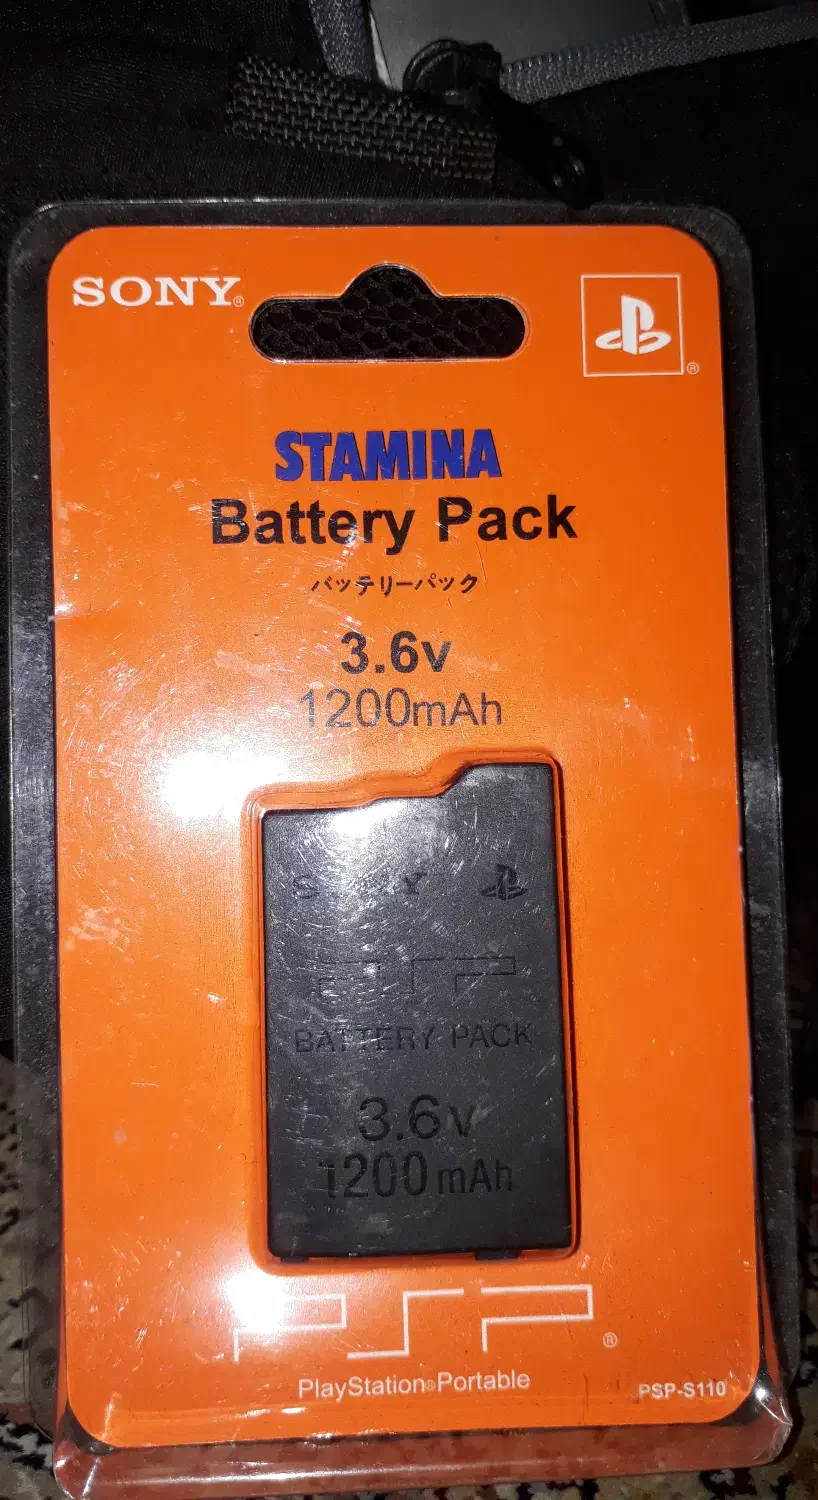 SONY®
®
STAMINA
Battery Pack
バッテリーパック
3.6v
1200mAh
SONY
PSP
BATTERY PACK
3.6v
1200mAh
PSP®
PlayStation®Portable
PSP-S110